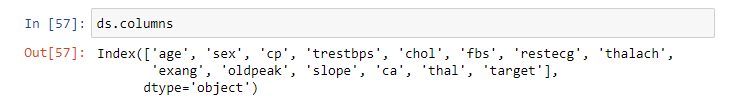 In [57]: ds.columns
Out[57]: Index(['age', 'sex', 'cp', 'trestbps', 'chol', 'fbs', 'restecg', 'thalach',
'exang', 'oldpeak', 'slope', 'ca', 'thal', 'target'],
dtype='object')